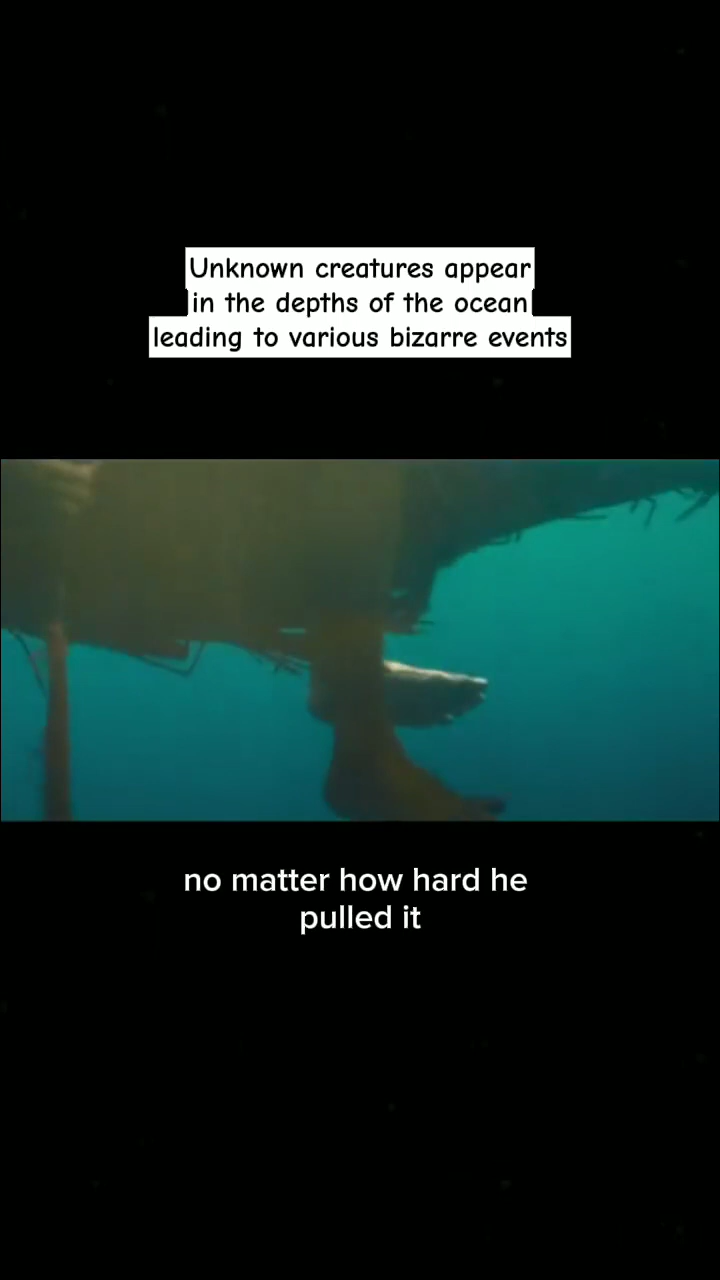 Unknown creatures appear
in the depths of the ocean
leading to various bizarre events
no matter how hard he
pulled it